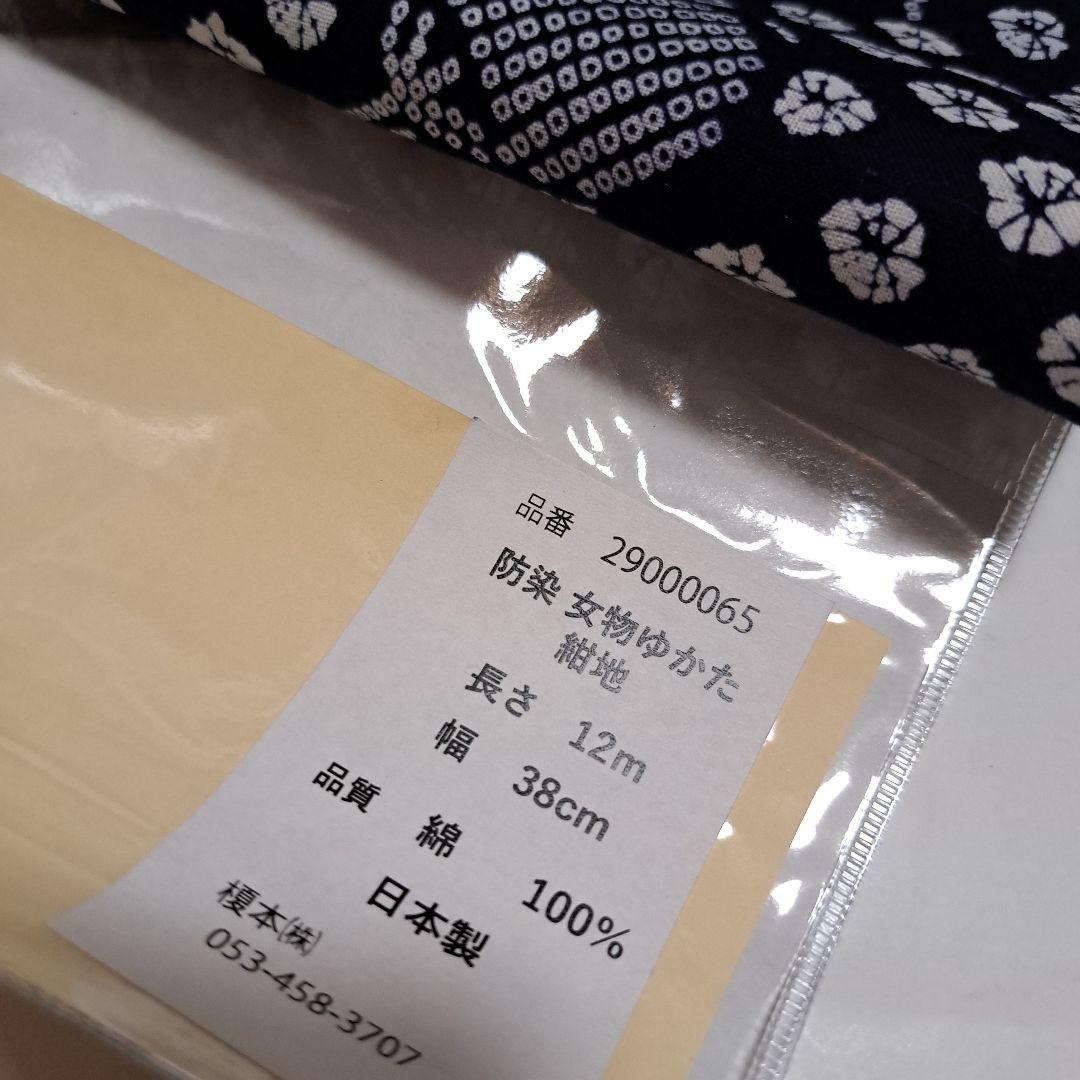 品番 29000065
防染 女物ゆかた
紺地
長さ 12m
幅 38cm
品質 綿 100%
日本製
榎本㈱
053-458-3707